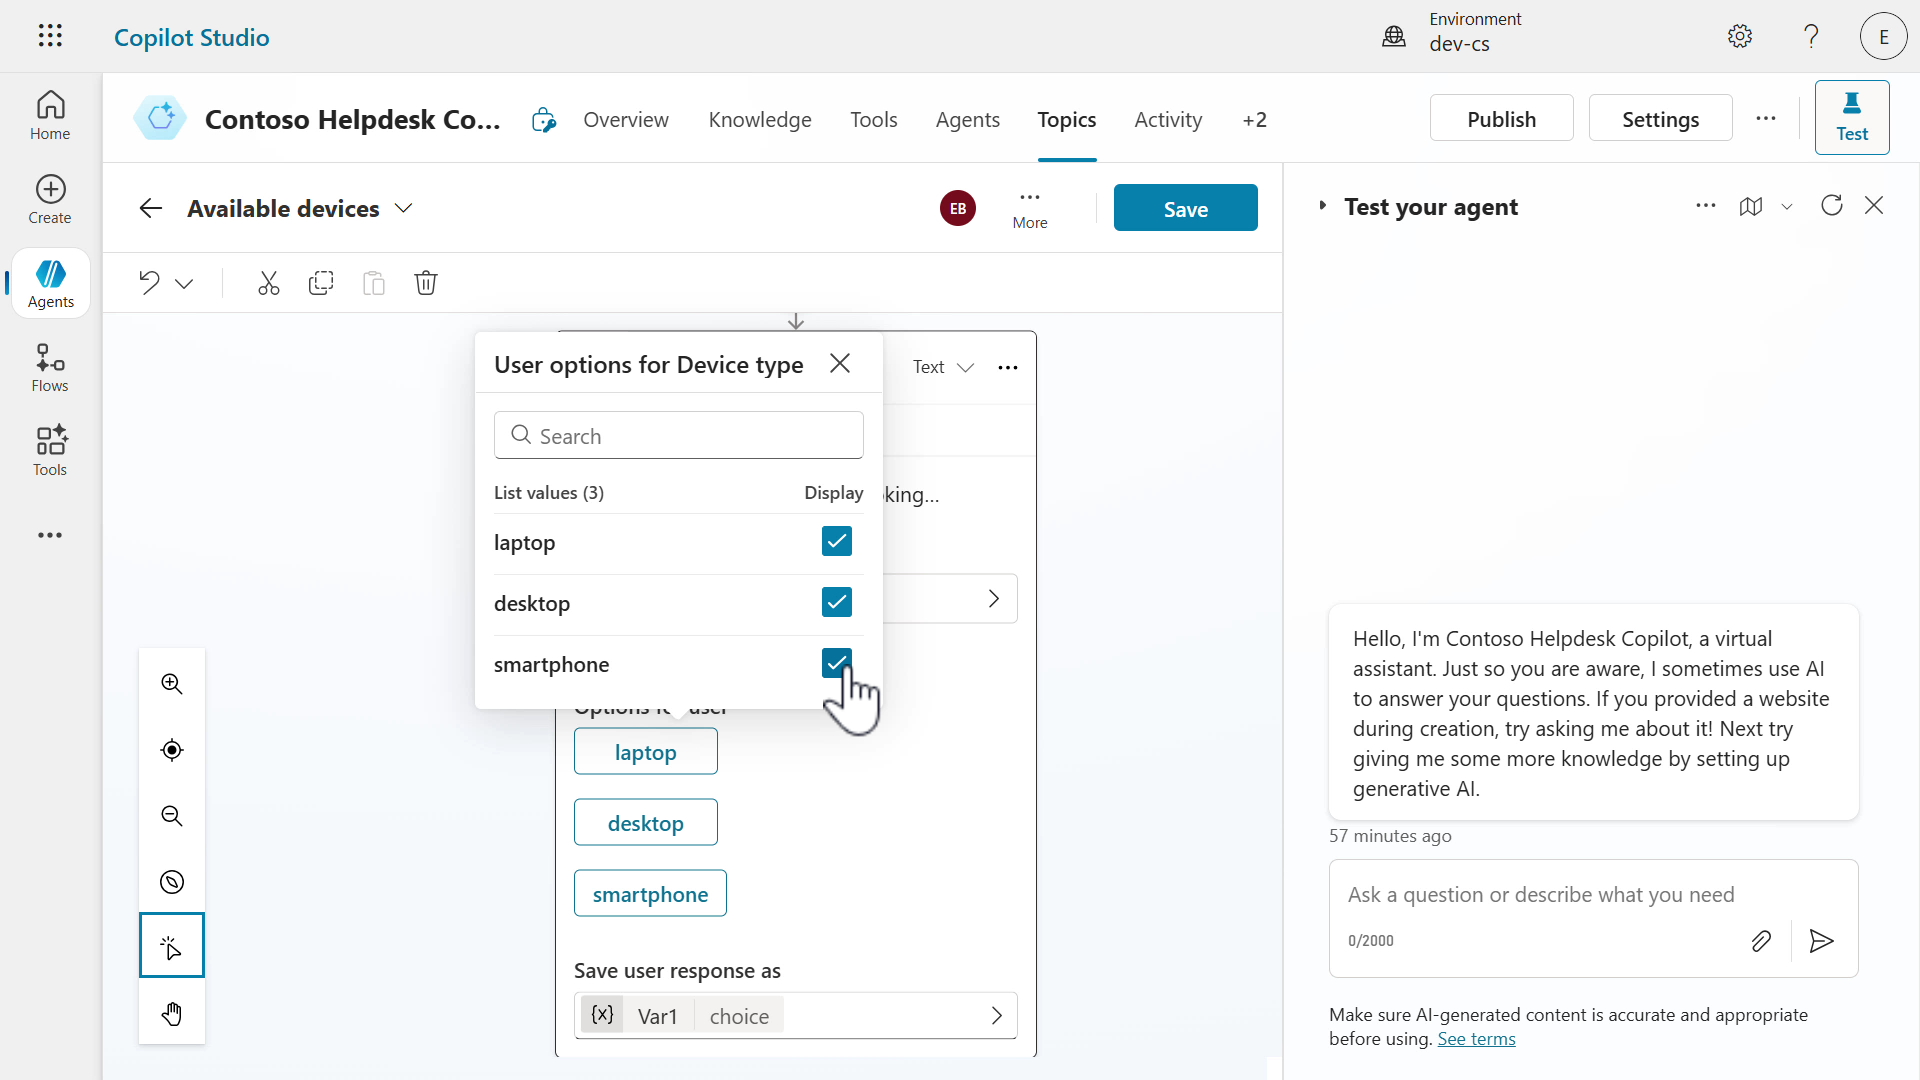 Copilot Studio
Environment
dev-cs
?
E
Home
Create
Agents
Flows
Tools
Contoso Helpdesk Co...
Overview
Knowledge
Tools
Agents
Topics
Activity
+2
Publish
Settings
Test
Available devices
EB
More
Save
User options for Device type
Text
Search
List values (3)
Display
king...
laptop
desktop
smartphone
laptop
desktop
smartphone
Save user response as
{x} Var1 choice
Test your agent
Hello, I'm Contoso Helpdesk Copilot, a virtual
assistant. Just so you are aware, I sometimes use AI
to answer your questions. If you provided a website
during creation, try asking me about it! Next try
giving me some more knowledge by setting up
generative AI.
57 minutes ago
Ask a question or describe what you need
0/2000
Make sure AI-generated content is accurate and appropriate
before using. See terms